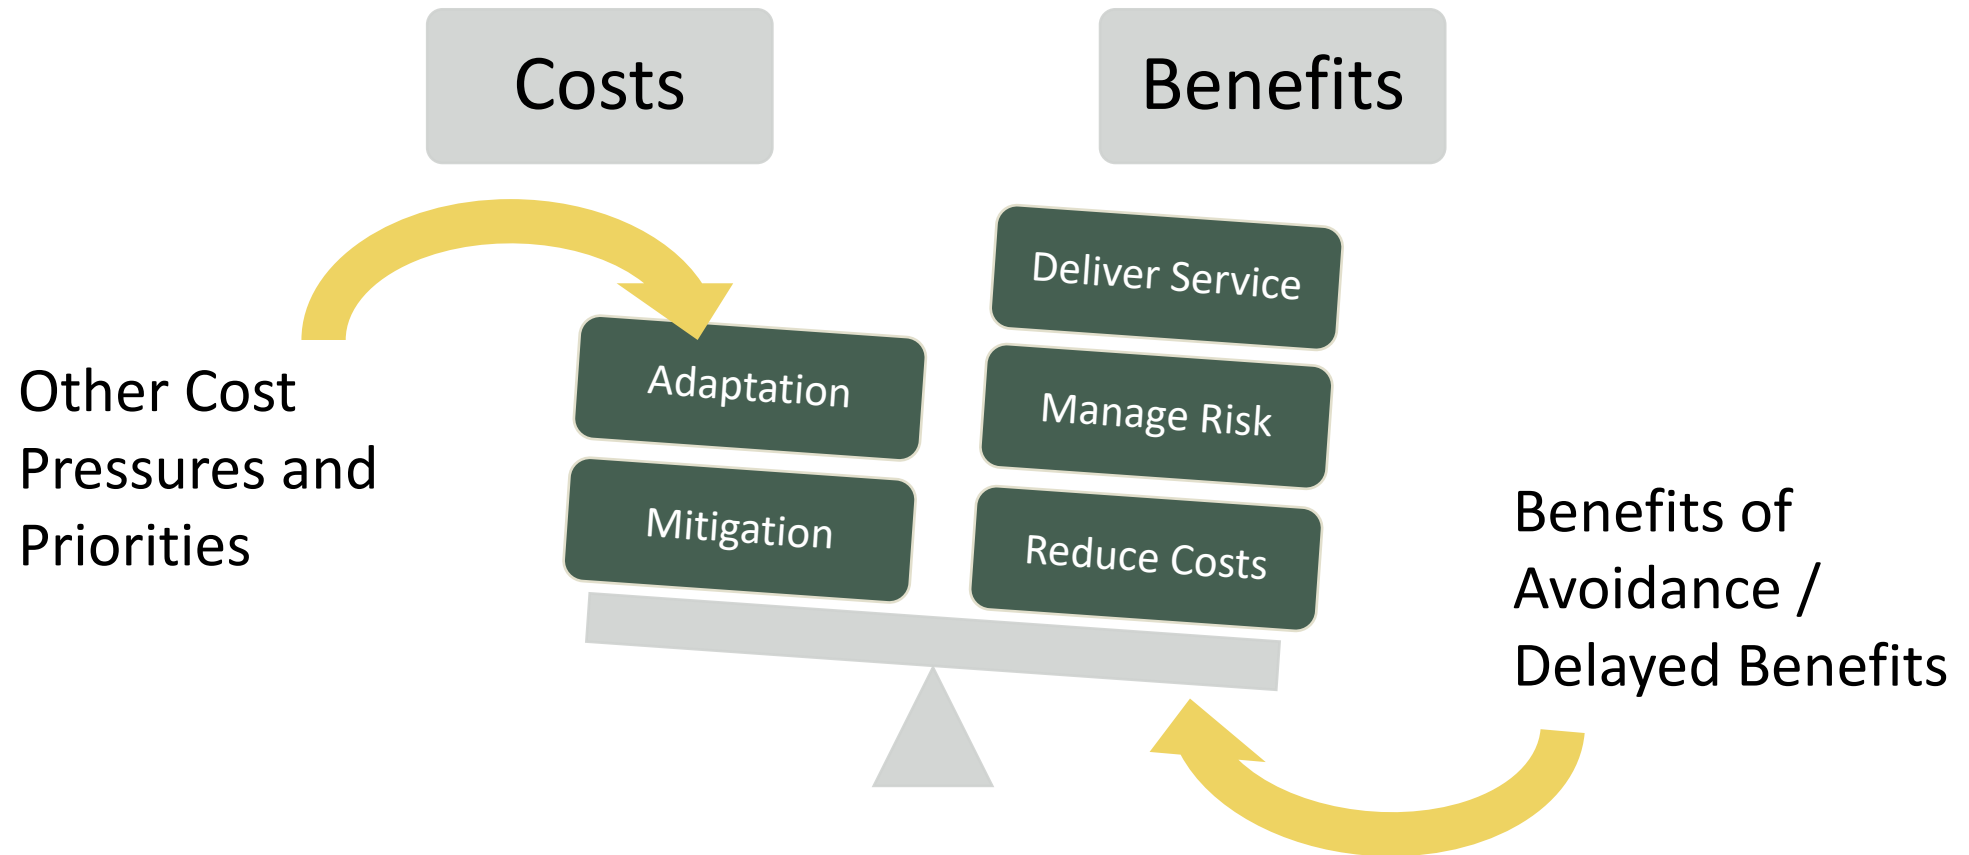 Costs
Benefits
Deliver Service
Adaptation
Manage Risk
Mitigation
Reduce Costs
Other Cost
Pressures and
Priorities
Benefits of
Avoidance /
Delayed Benefits